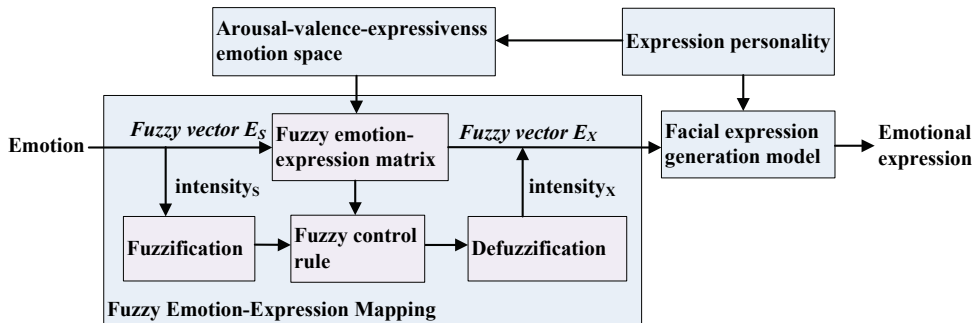 Arousal-valence-expressivenss
emotion space
Expression personality
Emotion
Fuzzy vector E_S
Fuzzy emotion-
expression matrix
Fuzzy vector E_X
Facial expression
generation model
Emotional
expression
intensity_S
intensity_X
Fuzzification
Fuzzy control
rule
Defuzzification
Fuzzy Emotion-Expression Mapping